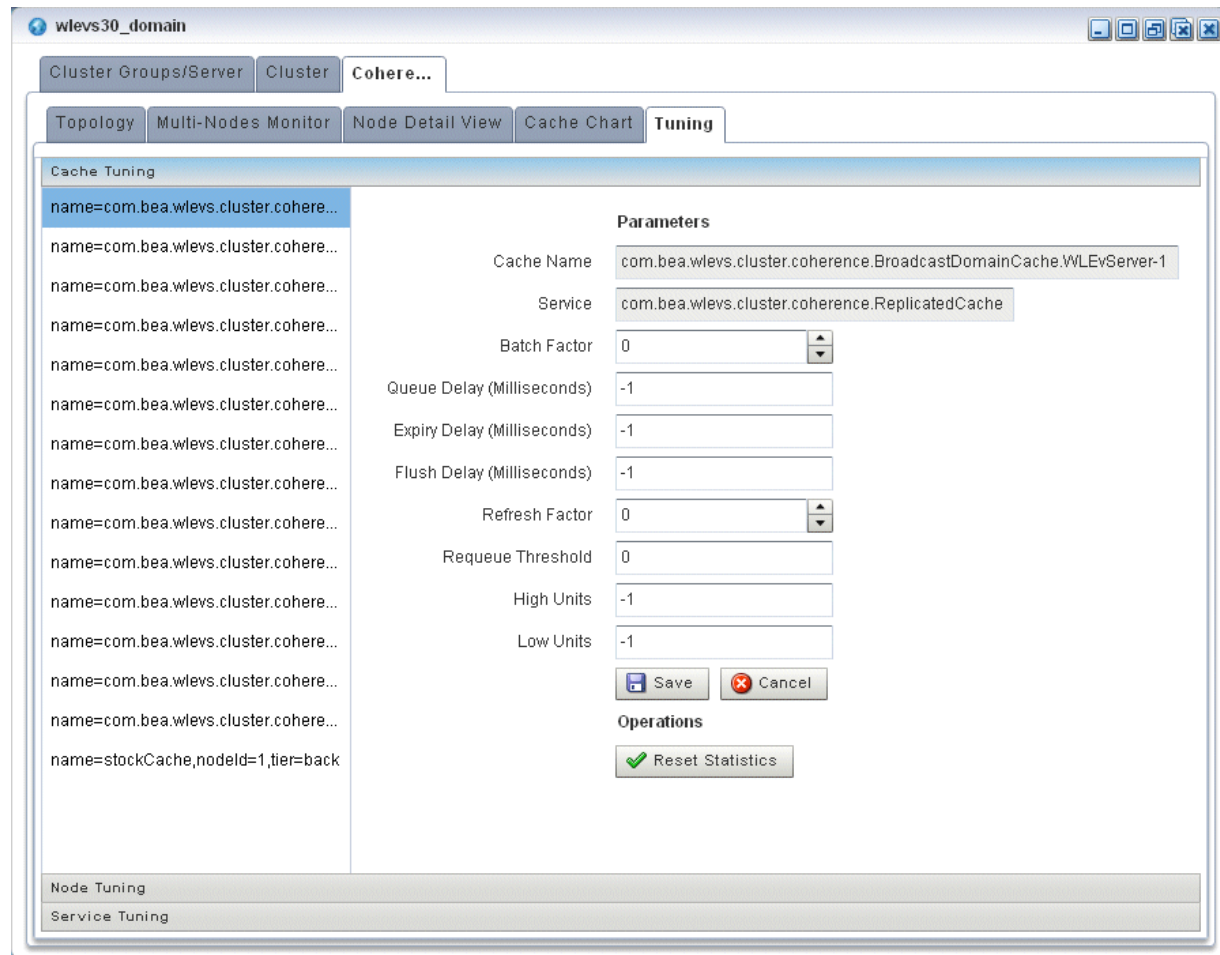 wlevs30_domain
Cluster Groups/Server Cluster Cohere...
Topology Multi-Nodes Monitor Node Detail View Cache Chart Tuning
Cache Tuning
name=com.bea.wlevs.cluster.cohere...
name=com.bea.wlevs.cluster.cohere...
name=com.bea.wlevs.cluster.cohere...
name=com.bea.wlevs.cluster.cohere...
name=com.bea.wlevs.cluster.cohere...
name=com.bea.wlevs.cluster.cohere...
name=com.bea.wlevs.cluster.cohere...
name=com.bea.wlevs.cluster.cohere...
name=com.bea.wlevs.cluster.cohere...
name=com.bea.wlevs.cluster.cohere...
name=com.bea.wlevs.cluster.cohere...
name=com.bea.wlevs.cluster.cohere...
name=com.bea.wlevs.cluster.cohere...
name=com.bea.wlevs.cluster.cohere...
name=stockCache,nodeId=1,tier=back
Parameters
Cache Name com.bea.wlevs.cluster.coherence.BroadcastDomainCache.WLEvServer-1
Service com.bea.wlevs.cluster.coherence.ReplicatedCache
Batch Factor 0
Queue Delay (Milliseconds) -1
Expiry Delay (Milliseconds) -1
Flush Delay (Milliseconds) -1
Refresh Factor 0
Requeue Threshold 0
High Units -1
Low Units -1
Save Cancel
Operations
Reset Statistics
Node Tuning
Service Tuning